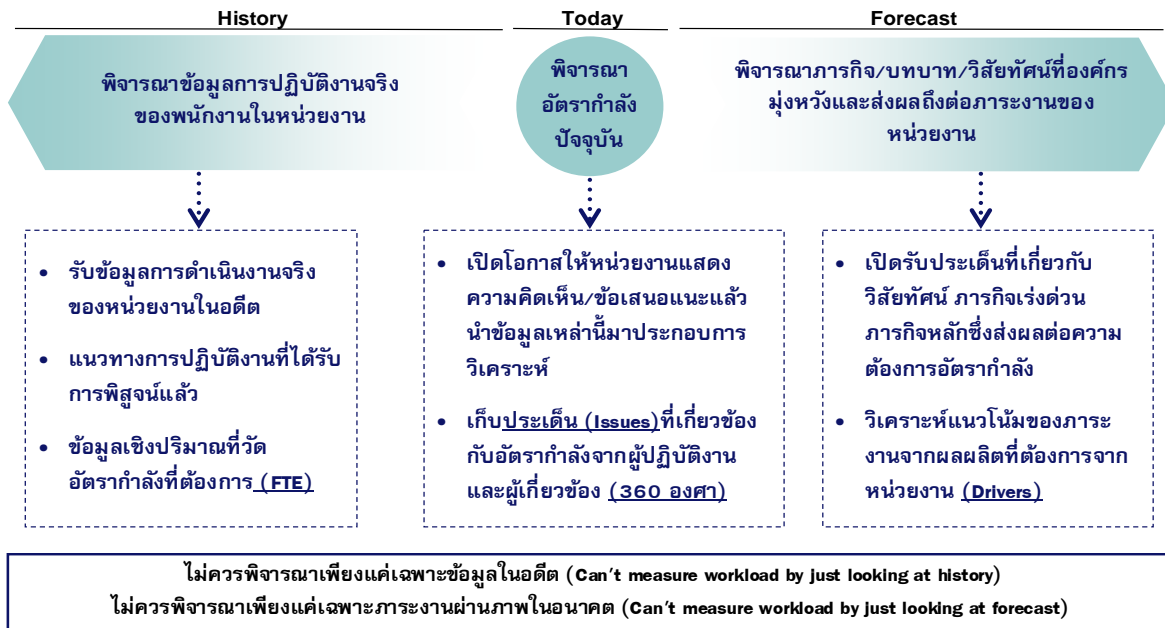 History
Today
Forecast
พิจารณาข้อมูลการปฏิบัติงานจริง
ของพนักงานในหน่วยงาน
พิจารณา
อัตรากำลัง
ปัจจุบัน
พิจารณาภารกิจ/บทบาท/วิสัยทัศน์ที่องค์กร
มุ่งหวังและส่งผลถึงต่อภาระงานของ
หน่วยงาน
• รับข้อมูลการดำเนินงานจริง
ของหน่วยงานในอดีต
• แนวทางการปฏิบัติงานที่ได้รับ
การพิสูจน์แล้ว
• ข้อมูลเชิงปริมาณที่วัด
อัตรากำลังที่ต้องการ (FTE)
• เปิดโอกาสให้หน่วยงานแสดง
ความคิดเห็น/ข้อเสนอแนะแล้ว
นำข้อมูลเหล่านี้มาประกอบการ
วิเคราะห์
• เก็บประเด็น (Issues)ที่เกี่ยวข้อง
กับอัตรากำลังจากผู้ปฏิบัติงาน
และผู้เกี่ยวข้อง (360 องศา)
• เปิดรับประเด็นที่เกี่ยวกับ
วิสัยทัศน์ ภารกิจเร่งด่วน
ภารกิจหลักซึ่งส่งผลต่อความ
ต้องการอัตรากำลัง
• วิเคราะห์แนวโน้มของภาระ
งานจากผลผลิตที่ต้องการจาก
หน่วยงาน (Drivers)
ไม่ควรพิจารณาเพียงแค่เฉพาะข้อมูลในอดีต (Can't measure workload by just looking at history)
ไม่ควรพิจารณาเพียงแค่เฉพาะภาระงานผ่านภาพในอนาคต (Can't measure workload by just looking at forecast)